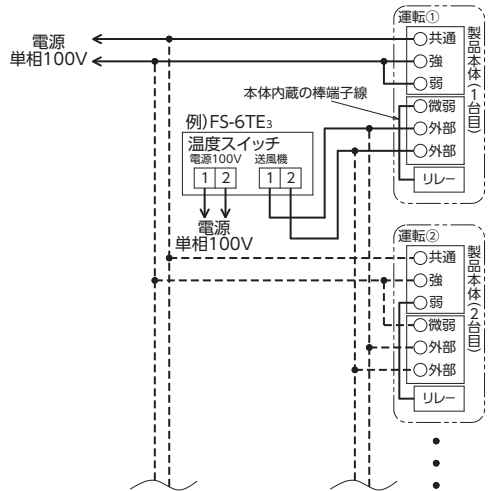 電源
単相100V
運転①
共通
強
弱
微弱
外部
外部
リレー
製品本体(1台目)
本体内蔵の棒端子線
例)FS-6TE3
温度スイッチ
電源100V 送風機
1 2 1 2
電源
単相100V
運転②
共通
強
弱
微弱
外部
外部
リレー
製品本体(2台目)